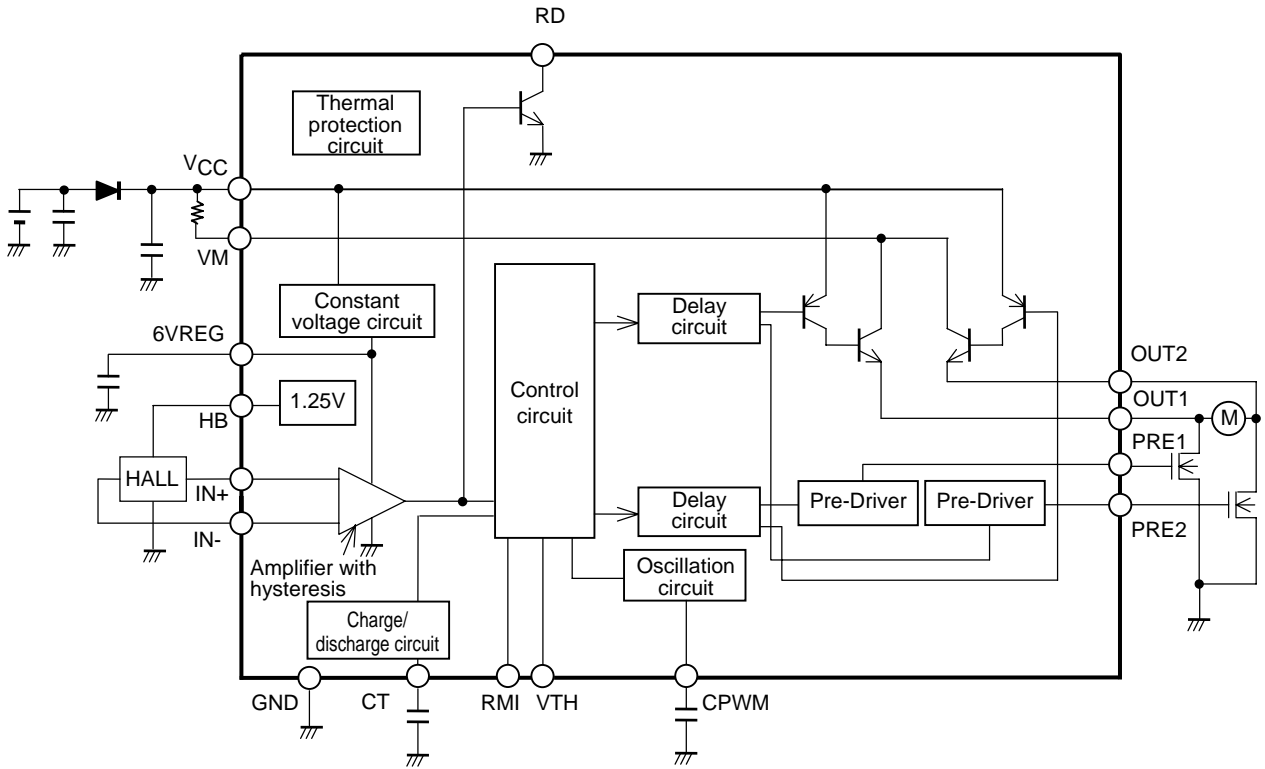 RD
Thermal
protection
circuit
VCC
VM
Constant
voltage circuit
Delay
circuit
6VREG
OUT2
1.25V
HB
Control
circuit
OUT1
M
PRE1
HALL
IN+
Delay
circuit
Pre-Driver
Pre-Driver
PRE2
IN-
Amplifier with
hysteresis
Oscillation
circuit
Charge/
discharge circuit
GND
CT
RMI
VTH
CPWM